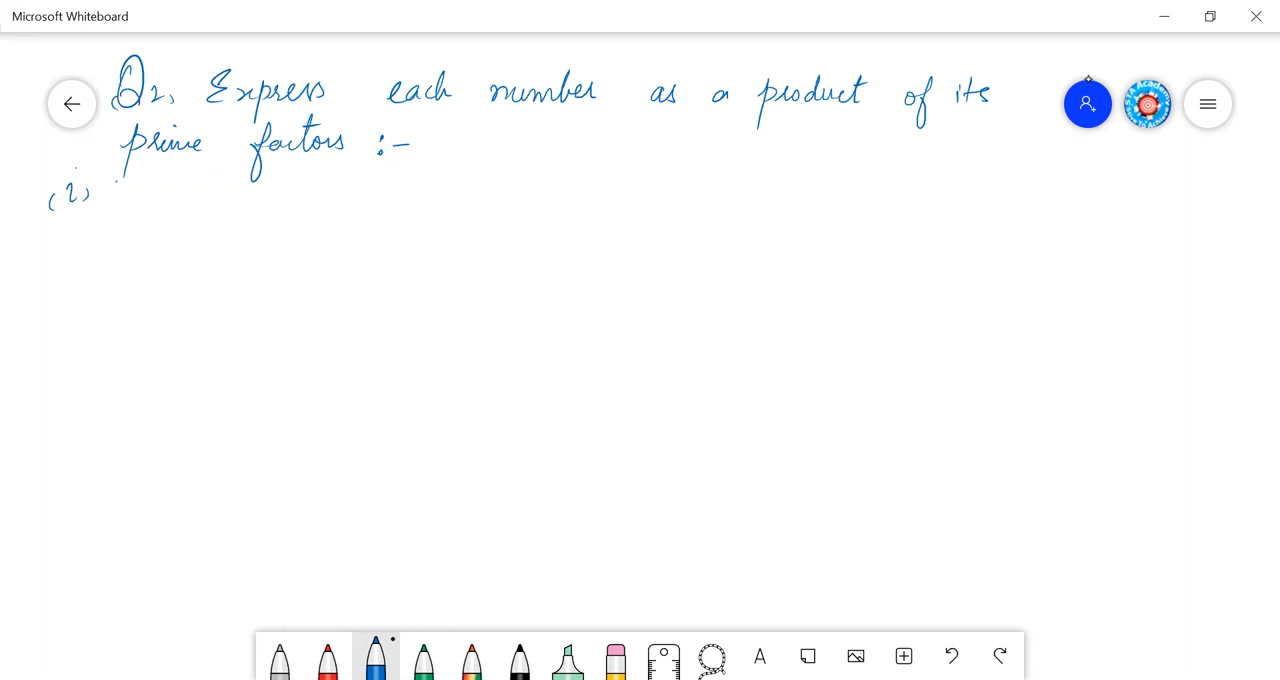 Microsoft Whiteboard
Q2, Express each number as a product of its
prime factors :-
(i)
A